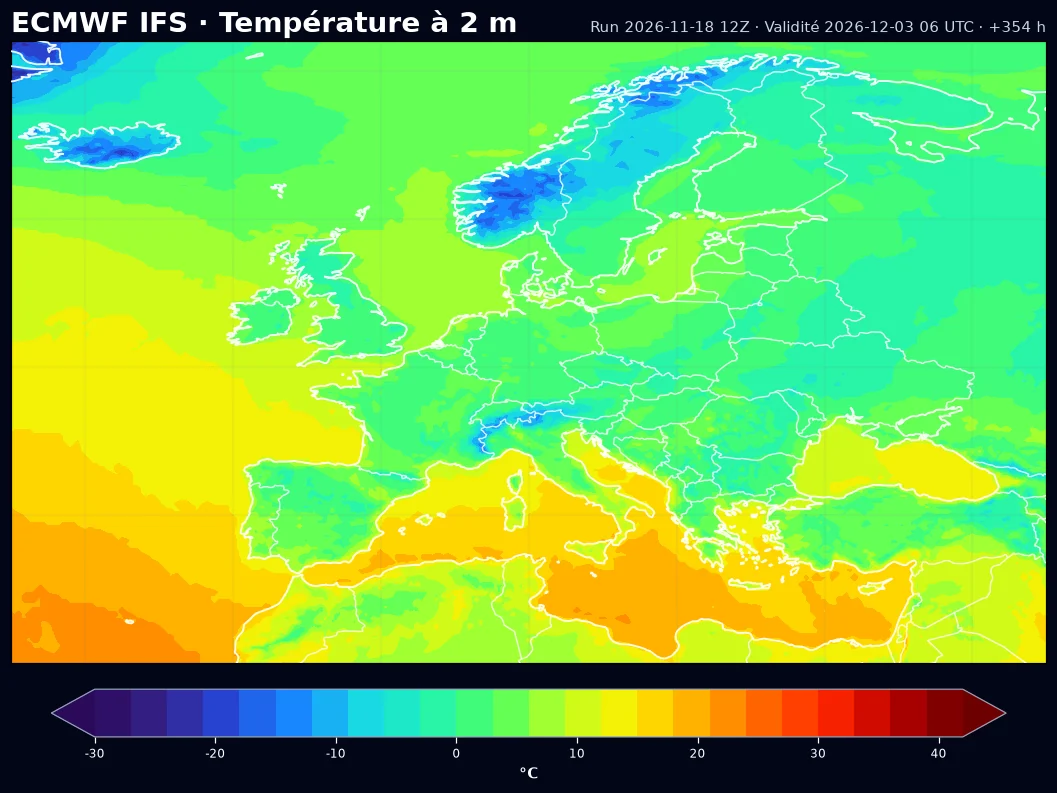 ECMWF IFS · Température à 2 m
Run 2026-11-18 12Z · Validité 2026-12-03 06 UTC · +354 h
-30 -20 -10 0 10 20 30 40
°C